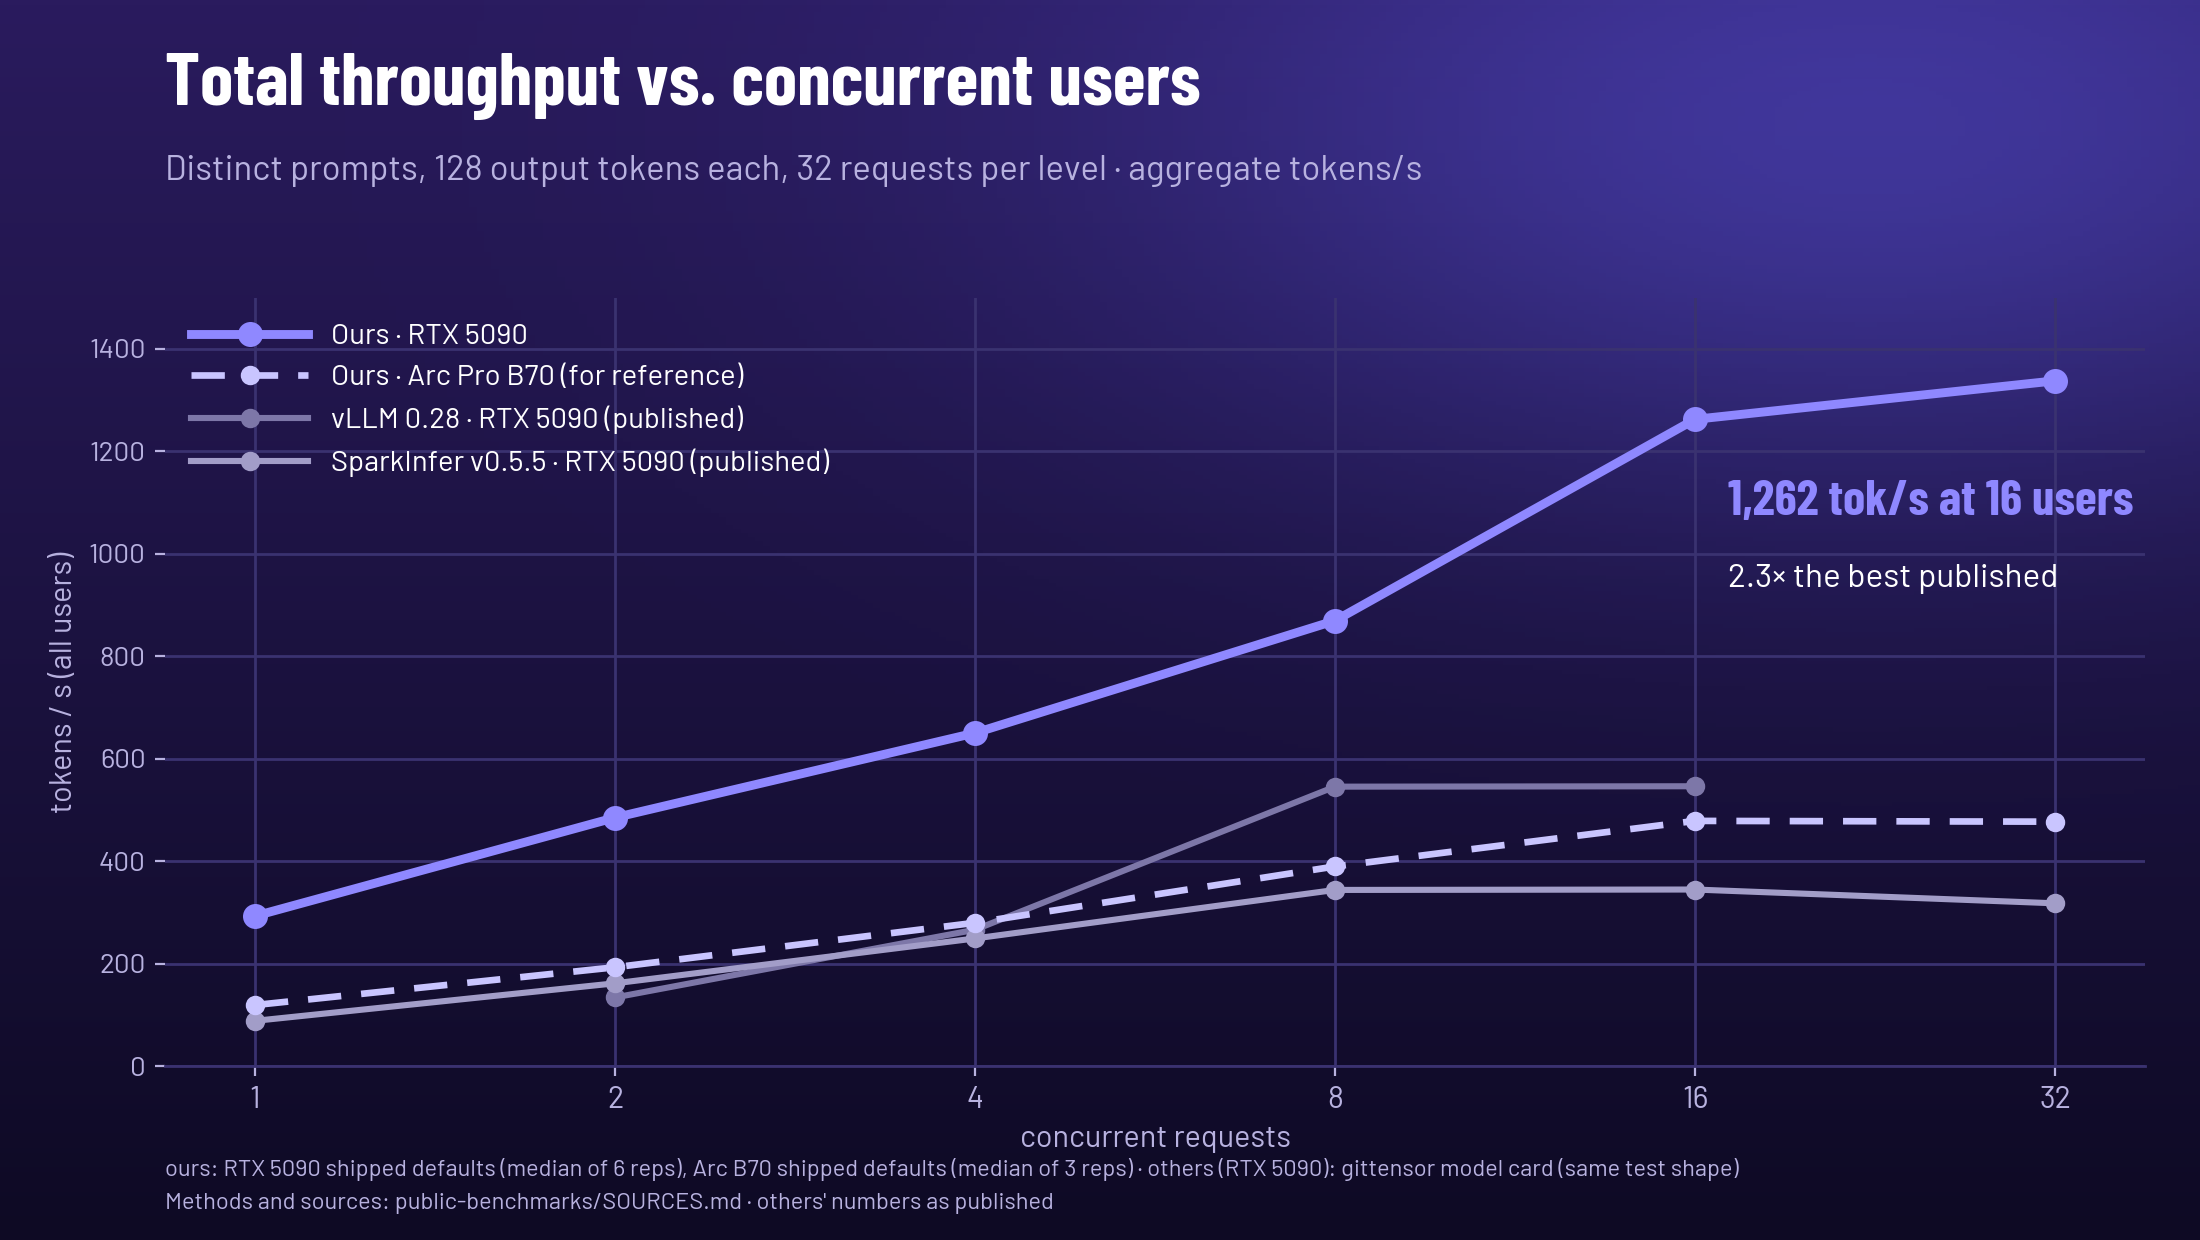 Total throughput vs. concurrent users
Distinct prompts, 128 output tokens each, 32 requests per level · aggregate tokens/s
Ours · RTX 5090
Ours · Arc Pro B70 (for reference)
vLLM 0.28 · RTX 5090 (published)
SparkInfer v0.5.5 · RTX 5090 (published)
1400
1200
1000
800
600
400
200
0
tokens / s (all users)
1,262 tok/s at 16 users
2.3× the best published
1 2 4 8 16 32
concurrent requests
ours: RTX 5090 shipped defaults (median of 6 reps), Arc B70 shipped defaults (median of 3 reps) · others (RTX 5090): gittensor model card (same test shape)
Methods and sources: public-benchmarks/SOURCES.md · others' numbers as published